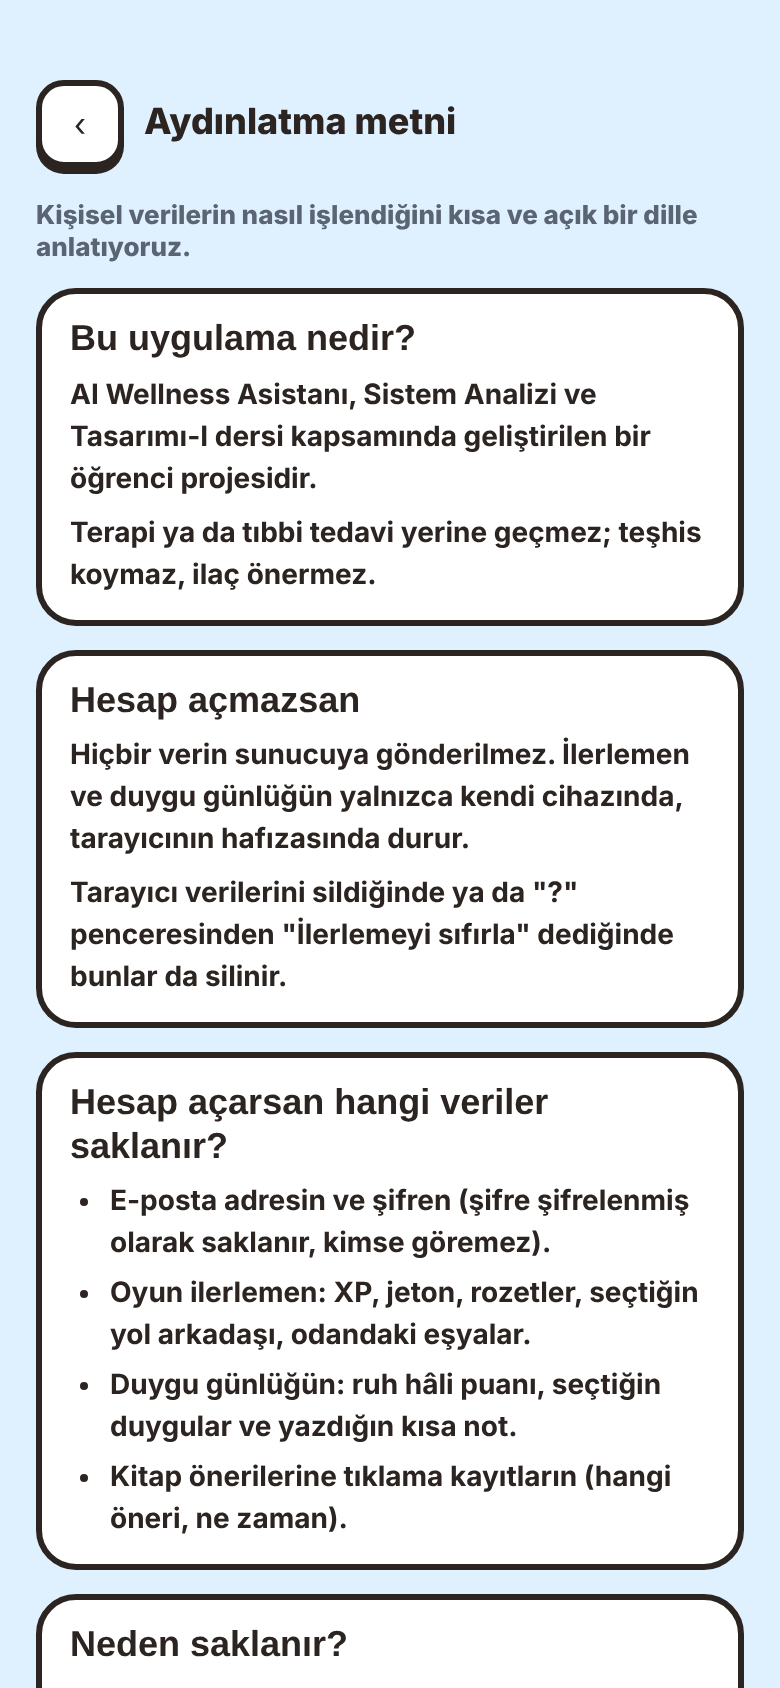 ‹
Aydınlatma metni
Kişisel verilerin nasıl işlendiğini kısa ve açık bir dille
anlatıyoruz.
Bu uygulama nedir?
AI Wellness Asistanı, Sistem Analizi ve
Tasarımı-I dersi kapsamında geliştirilen bir
öğrenci projesidir.
Terapi ya da tıbbi tedavi yerine geçmez; teşhis
koymaz, ilaç önermez.
Hesap açmazsan
Hiçbir verin sunucuya gönderilmez. İlerlemen
ve duygu günlüğün yalnızca kendi cihazında,
tarayıcının hafızasında durur.
Tarayıcı verilerini sildiğinde ya da "?"
penceresinden "İlerlemeyi sıfırla" dediğinde
bunlar da silinir.
Hesap açarsan hangi veriler
saklanır?
• E-posta adresin ve şifren (şifre şifrelenmiş
olarak saklanır, kimse göremez).
• Oyun ilerlemen: XP, jeton, rozetler, seçtiğin
yol arkadaşı, odandaki eşyalar.
• Duygu günlüğün: ruh hâli puanı, seçtiğin
duygular ve yazdığın kısa not.
• Kitap önerilerine tıklama kayıtların (hangi
öneri, ne zaman).
Neden saklanır?